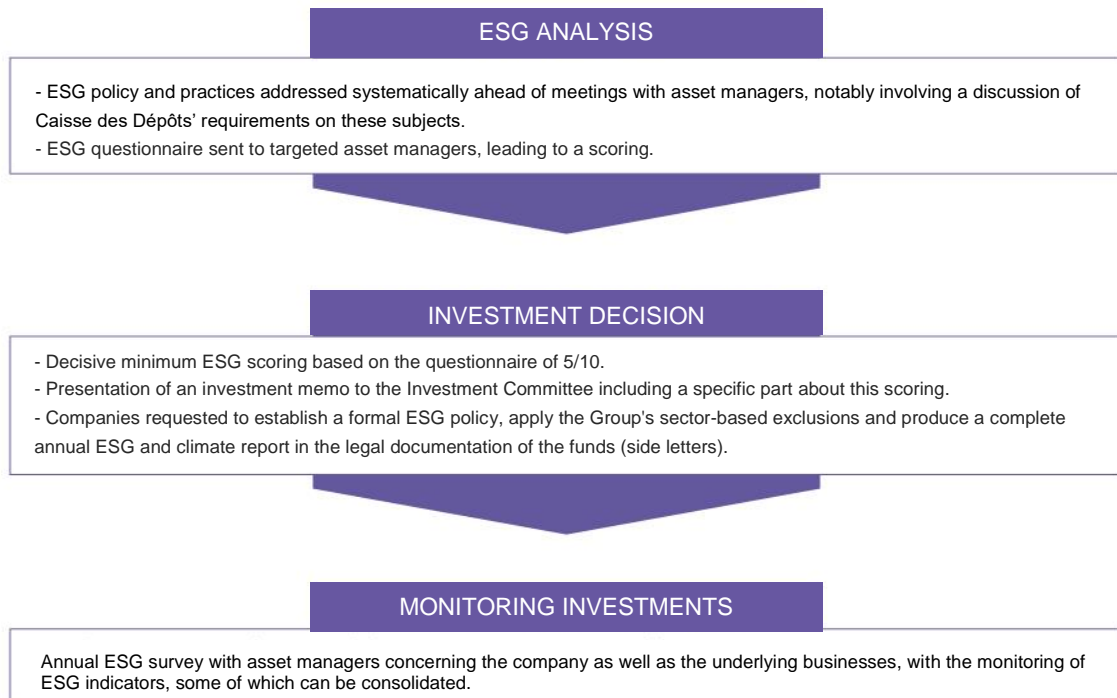 ESG ANALYSIS
- ESG policy and practices addressed systematically ahead of meetings with asset managers, notably involving a discussion of
Caisse des Dépôts’ requirements on these subjects.
- ESG questionnaire sent to targeted asset managers, leading to a scoring.
INVESTMENT DECISION
- Decisive minimum ESG scoring based on the questionnaire of 5/10.
- Presentation of an investment memo to the Investment Committee including a specific part about this scoring.
- Companies requested to establish a formal ESG policy, apply the Group's sector-based exclusions and produce a complete
annual ESG and climate report in the legal documentation of the funds (side letters).
MONITORING INVESTMENTS
Annual ESG survey with asset managers concerning the company as well as the underlying businesses, with the monitoring of
ESG indicators, some of which can be consolidated.